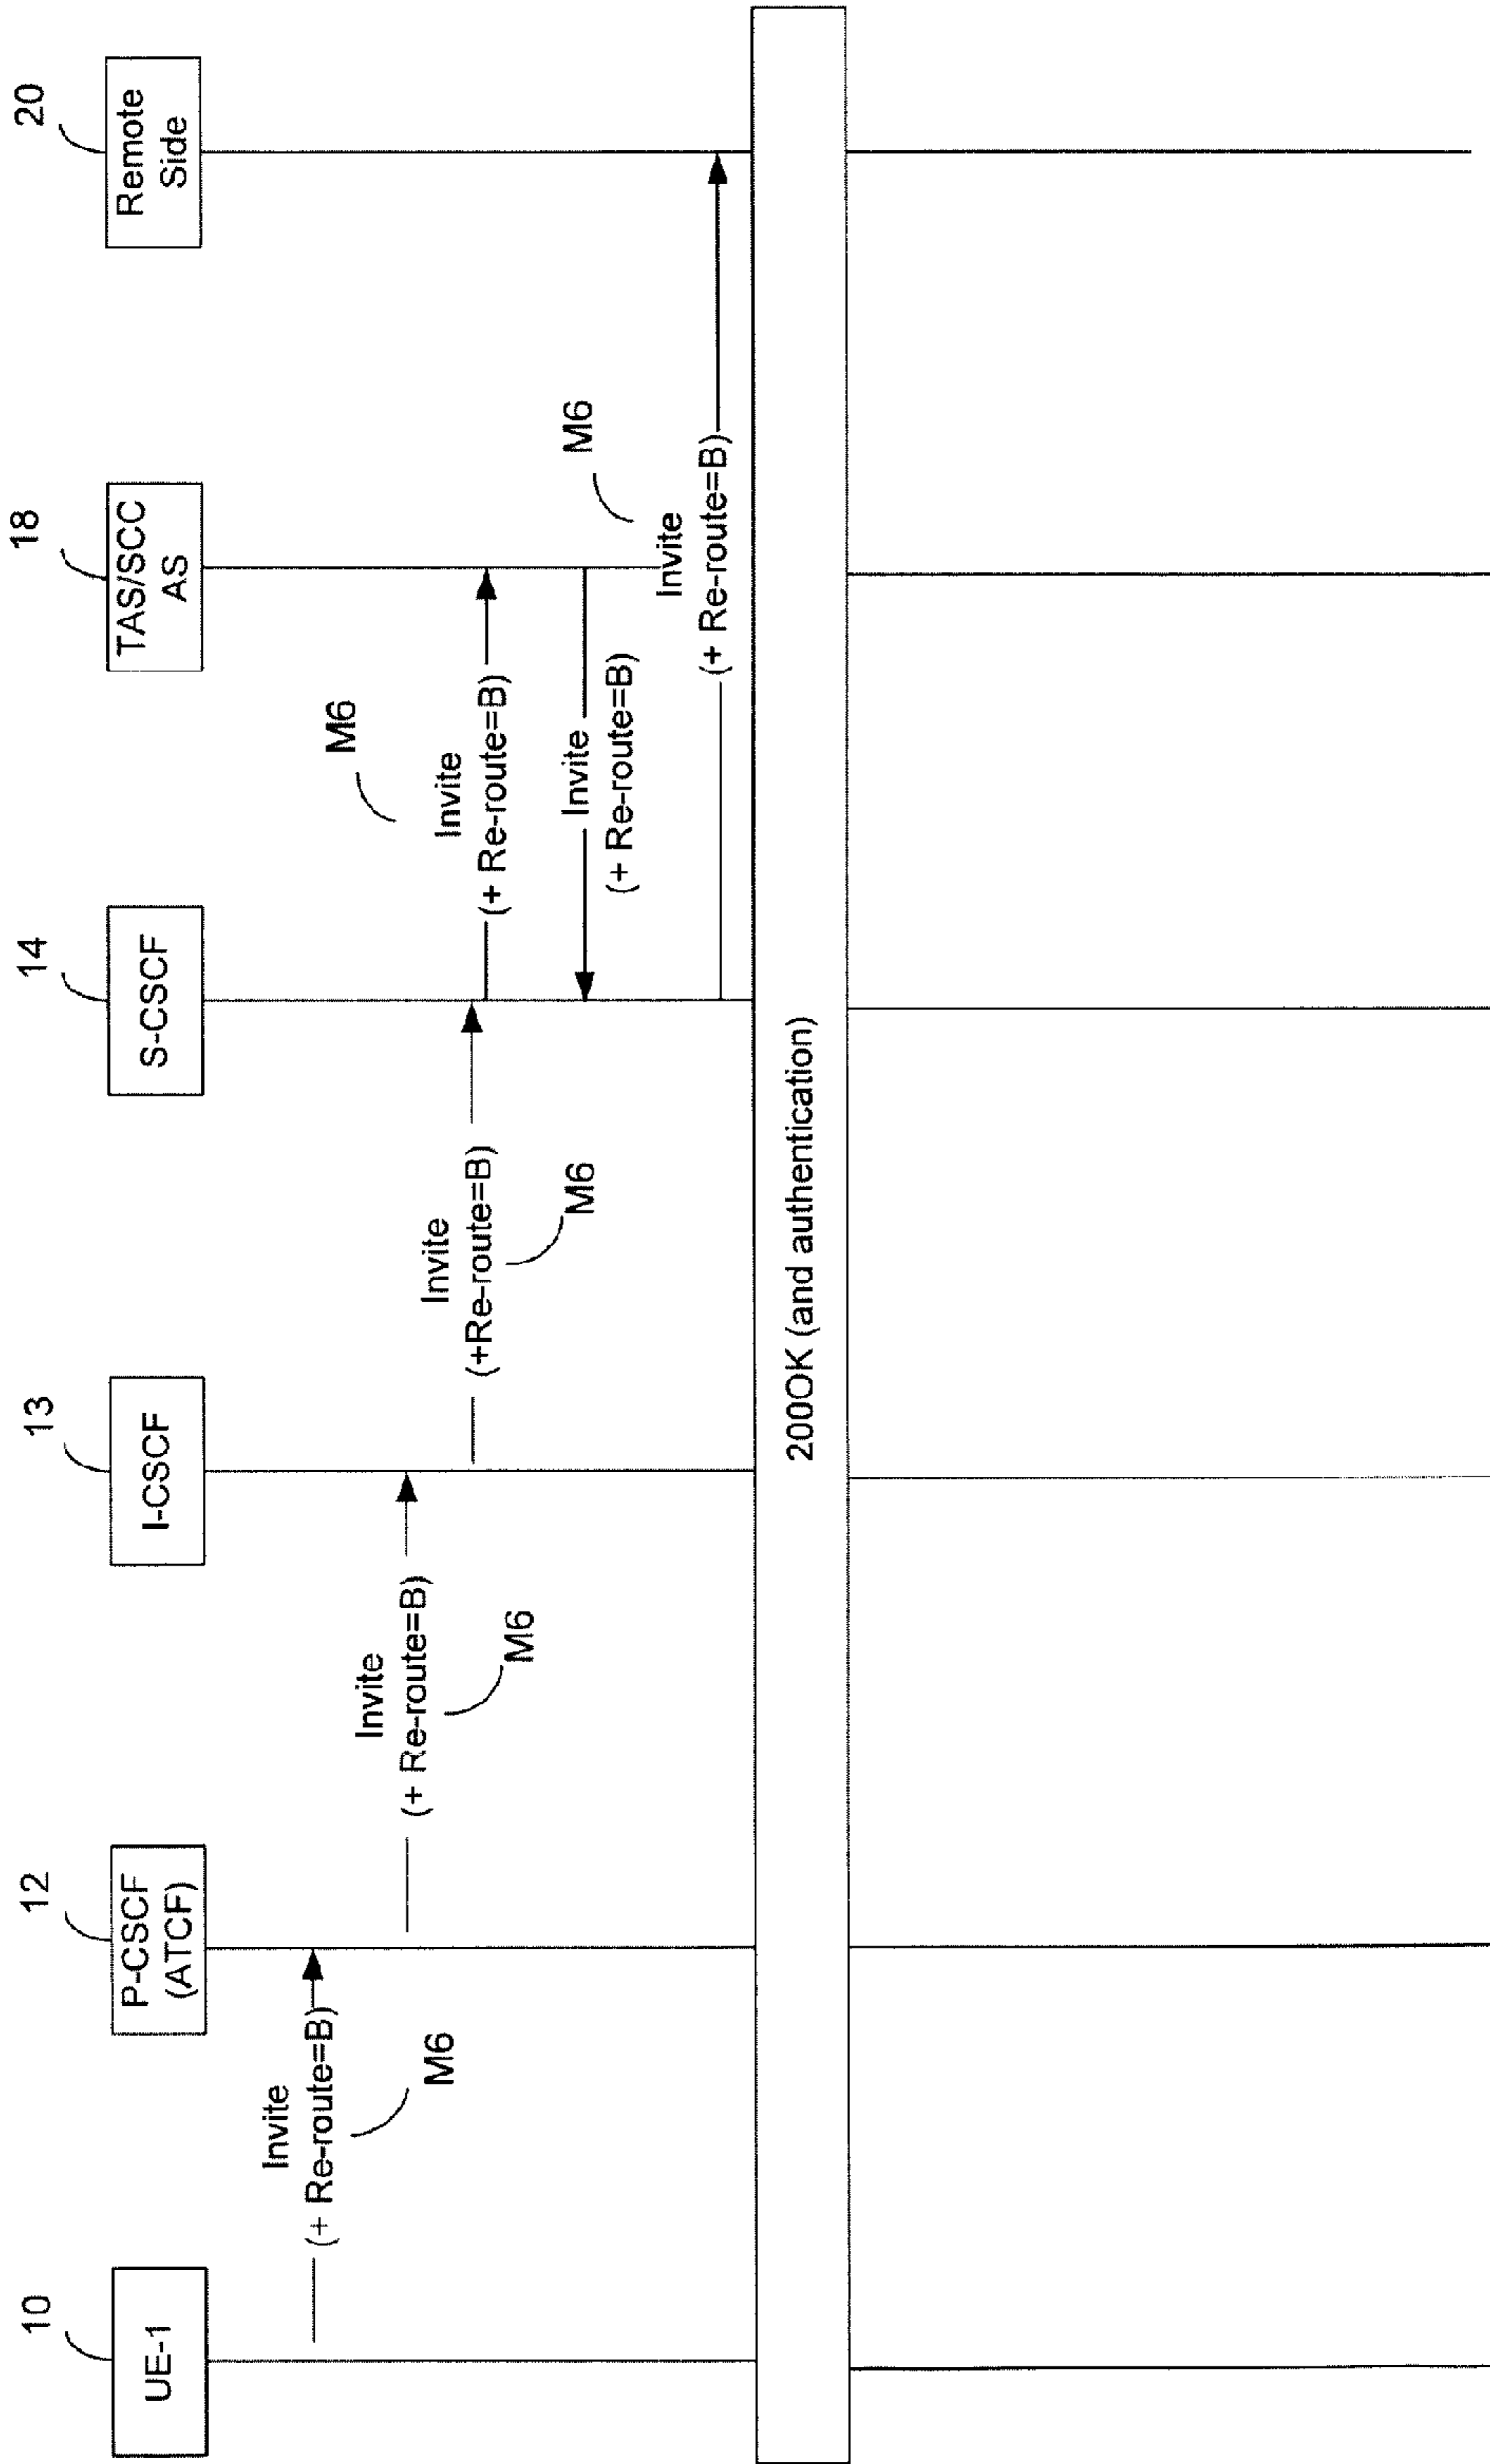 10
UE-1
12
P-CSCF
(ATCF)
13
I-CSCF
14
S-CSCF
18
TAS/SCC
AS
20
Remote
Side
Invite
(+ Re-route=B)
M6
Invite
(+ Re-route=B)
M6
Invite
(+Re-route=B)
M6
M6
Invite
(+ Re-route=B)
Invite
(+ Re-route=B)
M6
Invite
(+ Re-route=B)
200OK (and authentication)